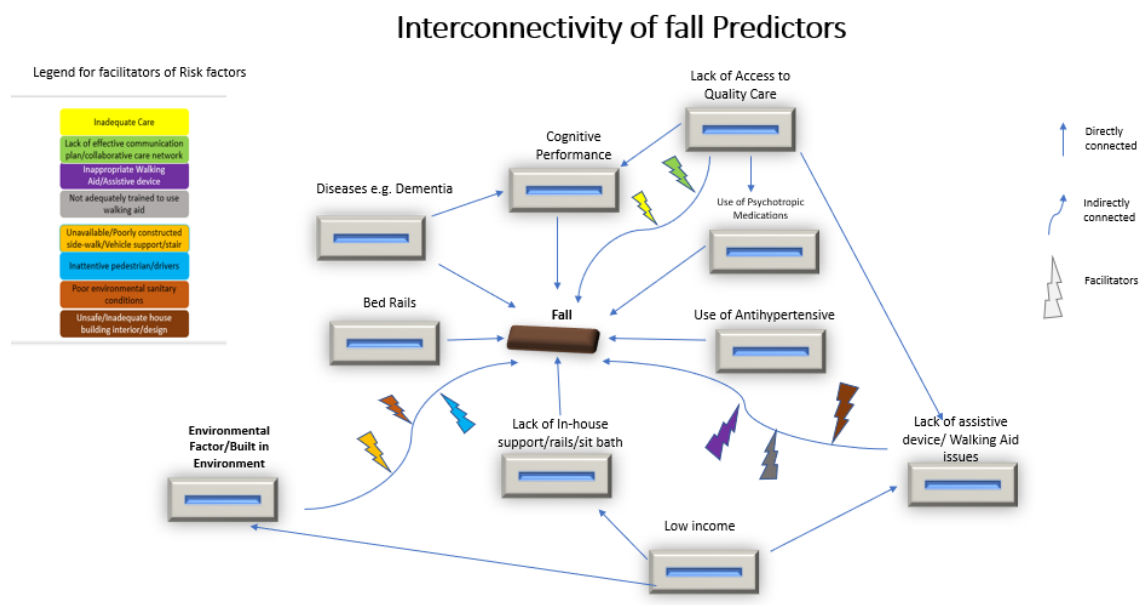 Interconnectivity of fall Predictors
Legend for facilitators of Risk factors
Inadequate Care
Lack of effective communication
plan/collaborative care network
Inappropriate Walking
Aid/Assistive device
Not adequately trained to use
walking aid
Unavailable/Poorly constructed
side-walk/Vehicle support/stair
Inattentive pedestrian/drivers
Poor environmental sanitary
conditions
Unsafe/Inadequate house
building interior/design
Lack of Access to
Quality Care
Cognitive
Performance
Diseases e.g. Dementia
Use of Psychotropic
Medications
Bed Rails
Fall
Use of Antihypertensive
Environmental
Factor/Built in
Environment
Lack of In-house
support/rails/sit bath
Lack of assistive
device/ Walking Aid
issues
Low income
Directly
connected
Indirectly
connected
Facilitators